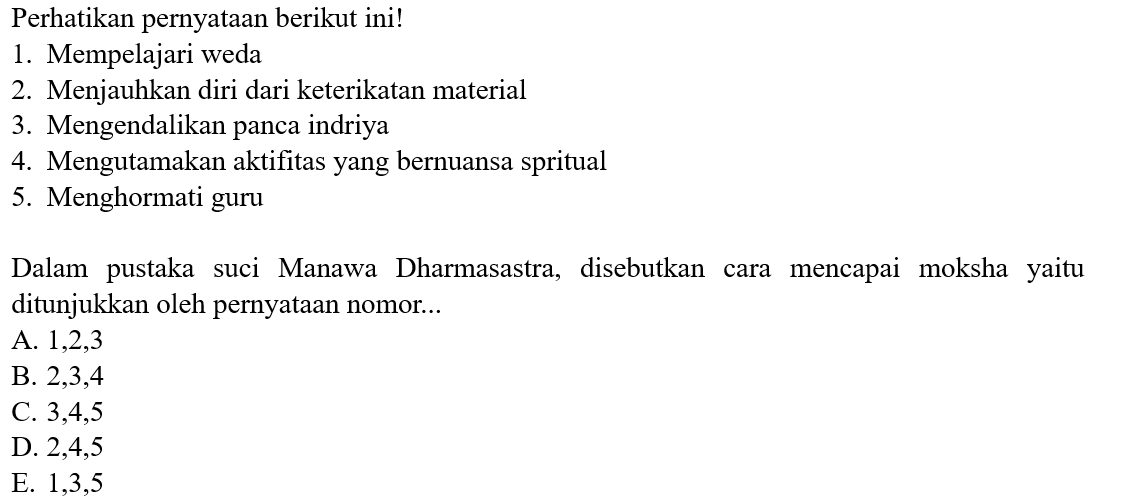 Perhatikan pernyataan berikut ini!
1. Mempelajari weda
2. Menjauhkan diri dari keterikatan material
3. Mengendalikan panca indriya
4. Mengutamakan aktifitas yang bernuansa spritual
5. Menghormati guru
Dalam pustaka suci Manawa Dharmasastra, disebutkan cara mencapai moksha yaitu
ditunjukkan oleh pernyataan nomor...
A. 1,2,3
B. 2,3,4
C. 3,4,5
D. 2,4,5
E. 1,3,5